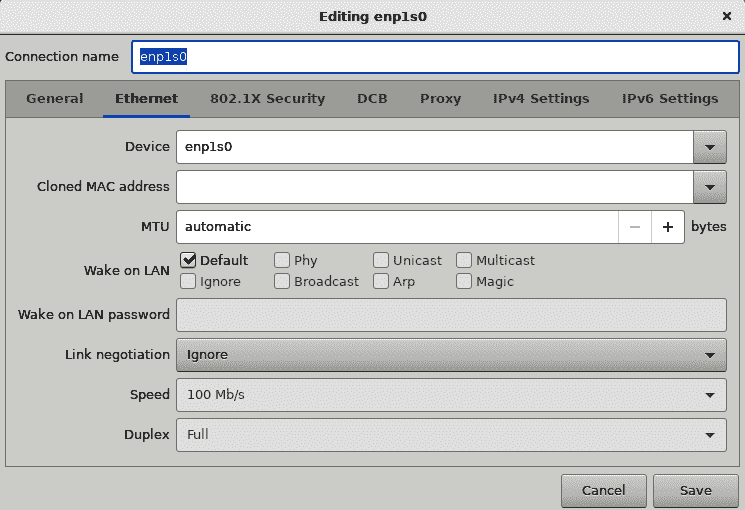 Editing enp1s0
Connection name enp1s0
General Ethernet 802.1X Security DCB Proxy IPv4 Settings IPv6 Settings
Device enp1s0
Cloned MAC address
MTU automatic bytes
Wake on LAN
Default Phy Unicast Multicast
Ignore Broadcast Arp Magic
Wake on LAN password
Link negotiation Ignore
Speed 100 Mb/s
Duplex Full
Cancel Save